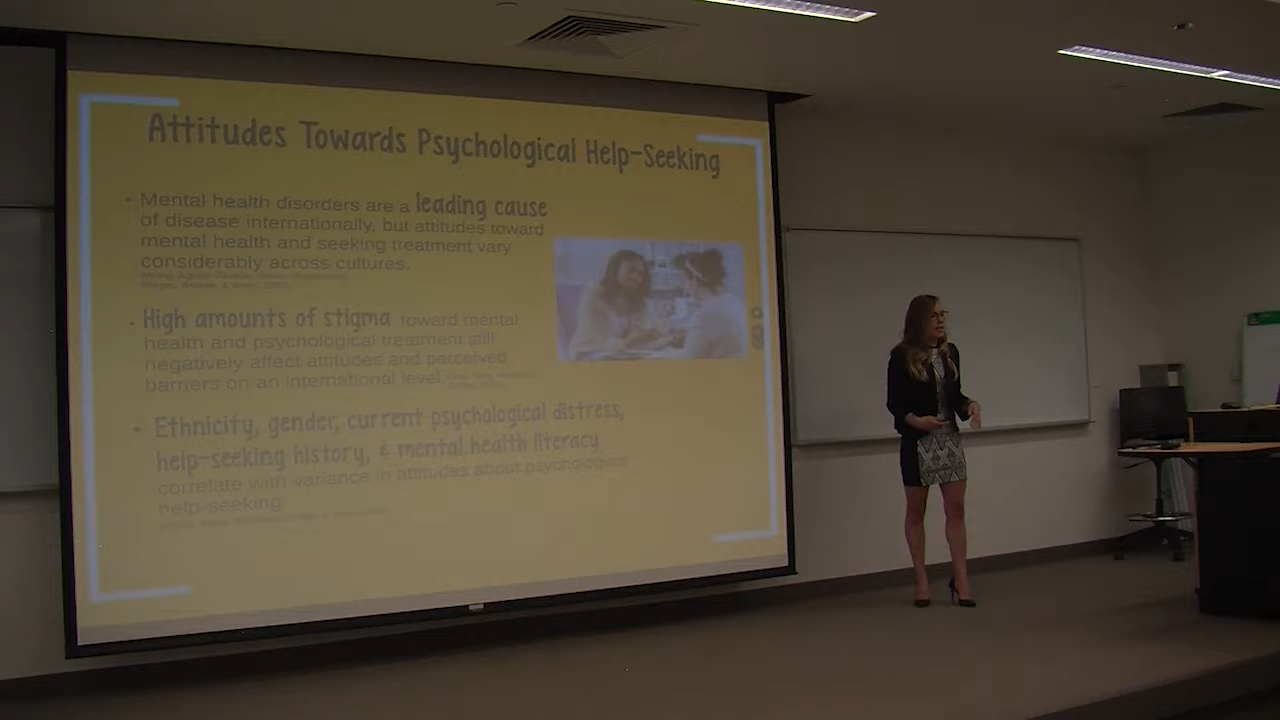 Attitudes Towards Psychological Help-Seeking
• Mental health disorders are a leading cause
of disease internationally, but attitudes toward
mental health and seeking treatment vary
considerably across cultures.
• High amounts of stigma toward mental
health and psychological treatment still
negatively affect attitudes and perceived
barriers on an international level.
• Ethnicity, gender, current psychological distress,
help-seeking history, & mental health literacy
correlate with variance in attitudes about psychological
help-seeking.